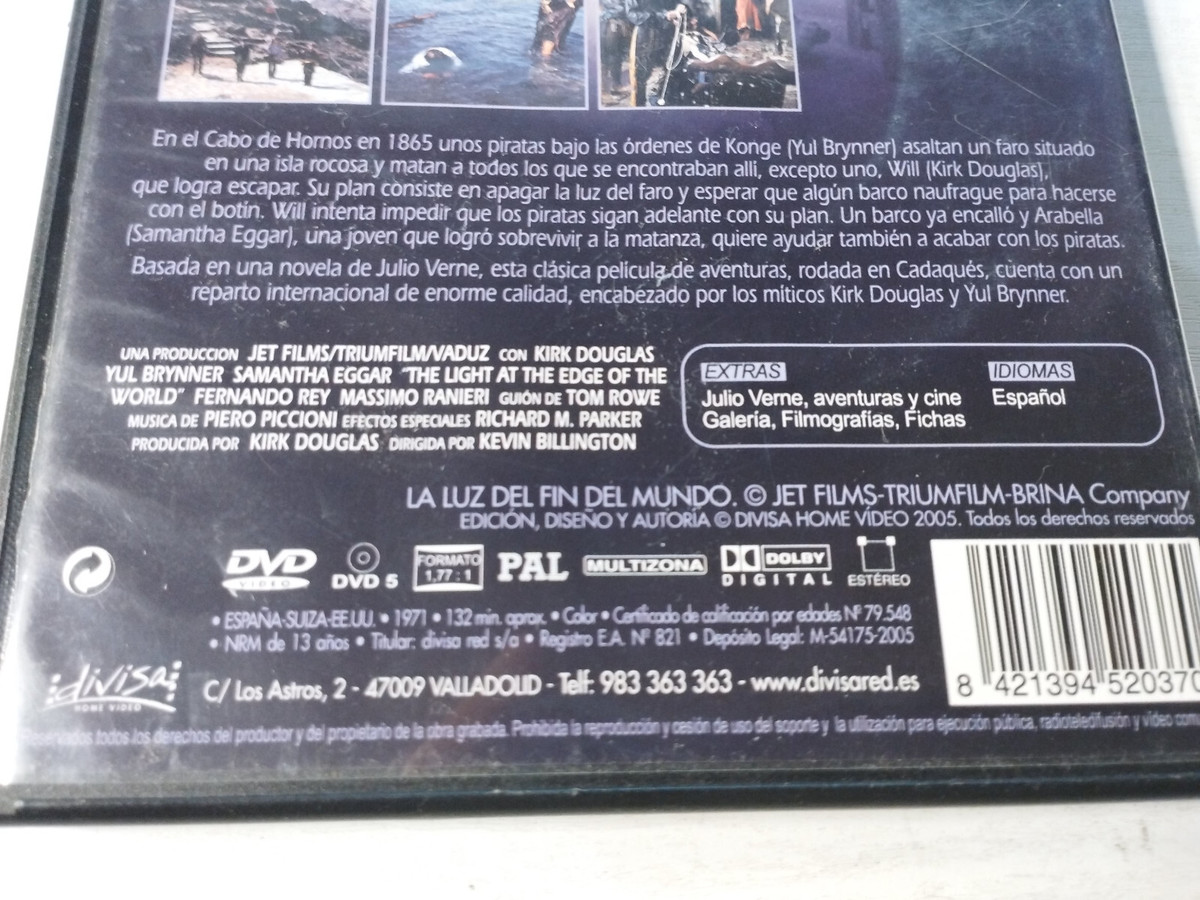 En el Cabo de Hornos en 1865 unos piratas bajo las órdenes de Konge (Yul Brynner) asaltan un faro situado
en una isla rocosa y matan a todos los que se encontraban alli, excepto uno, Will (Kirk Douglas),
que logra escapar. Su plan consiste en apagar la luz del faro y esperar que algún barco naufrague para hacerse
con el botín. Will intenta impedir que los piratas sigan adelante con su plan. Un barco ya encalló y Arabella
(Samantha Eggar), una joven que logró sobrevivir a la matanza, quiere ayudar también a acabar con los piratas.
Basada en una novela de Julio Verne, esta clásica película de aventuras, rodada en Cadaqués, cuenta con un
reparto internacional de enorme calidad, encabezado por los míticos Kirk Douglas y Yul Brynner.
UNA PRODUCCION JET FILMS/TRIUMFILM/VADUZ CON KIRK DOUGLAS
YUL BRYNNER SAMANTHA EGGAR "THE LIGHT AT THE EDGE OF THE
WORLD" FERNANDO REY MASSIMO RANIERI GUIÓN DE TOM ROWE
MUSICA DE PIERO PICCIONI EFECTOS ESPECIALES RICHARD M. PARKER
PRODUCIDA POR KIRK DOUGLAS DIRIGIDA POR KEVIN BILLINGTON
EXTRAS
Julio Verne, aventuras y cine
Galería, Filmografías, Fichas
IDIOMAS
Español
LA LUZ DEL FIN DEL MUNDO. © JET FILMS-TRIUMFILM-BRINA Company
EDICIÓN, DISEÑO Y AUTORÍA © DIVISA HOME VÍDEO 2005. Todos los derechos reservados
DVD VIDEO
DVD 5
FORMATO 1,77 : 1
PAL
MULTIZONA
DOLBY DIGITAL
ESTÉREO
• ESPAÑA-SUIZA-EE.UU. • 1971 • 132 min. aprox. • Color • Certificado de calificación por edades Nº 79.548
• NRM de 13 años • Titular: divisa red s/a • Registro E.A. Nº 821 • Depósito Legal: M-54175-2005
divisa HOME VIDEO
C/ Los Astros, 2 - 47009 VALLADOLID - Telf: 983 363 363 - www.divisared.es
8 421394 520370
Reservados todos los derechos del productor y del propietario de la obra grabada. Prohibida la reproducción y cesión de uso del soporte y la utilización para ejecución pública, radioteledifusión y vídeo